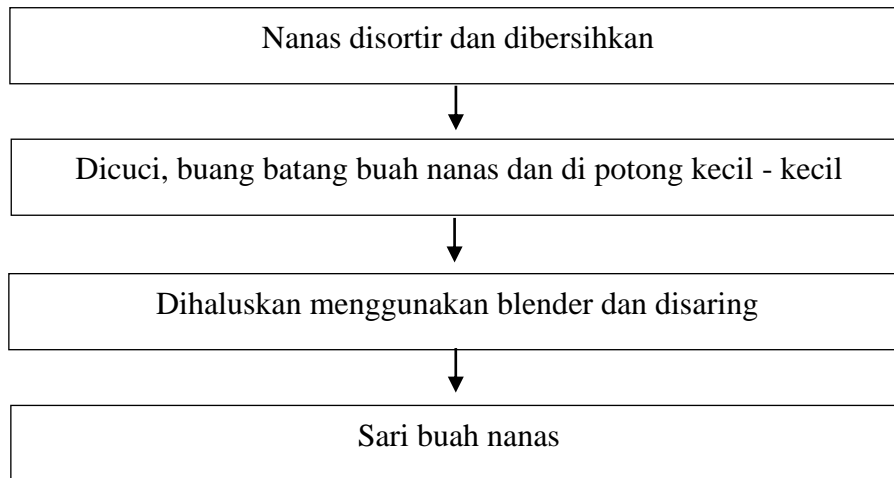 Nanas disortir dan dibersihkan
Dicuci, buang batang buah nanas dan di potong kecil - kecil
Dihaluskan menggunakan blender dan disaring
Sari buah nanas